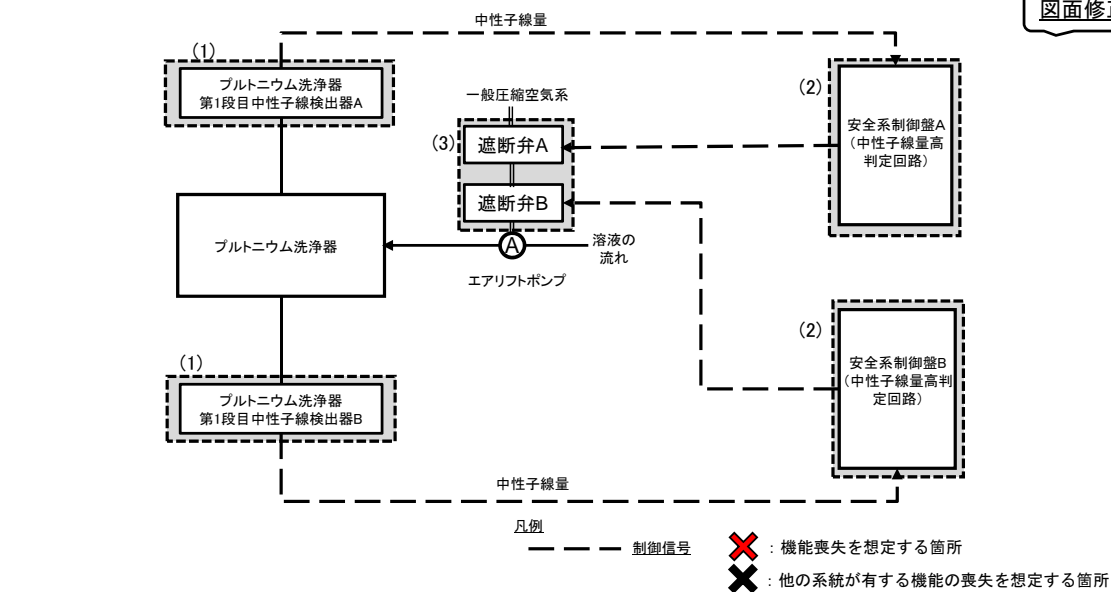 図面修
中性子線量
(1)
プルトニウム洗浄器
第1段目中性子線検出器A
一般圧縮空気系
(3)
遮断弁A
遮断弁B
(2)
安全系制御盤A
(中性子線量高
判定回路)
プルトニウム洗浄器
A
溶液の
流れ
エアリフトポンプ
(1)
プルトニウム洗浄器
第1段目中性子線検出器B
(2)
安全系制御盤B
(中性子線量高判
定回路)
中性子線量
凡例
制御信号
：機能喪失を想定する箇所
：他の系統が有する機能の喪失を想定する箇所